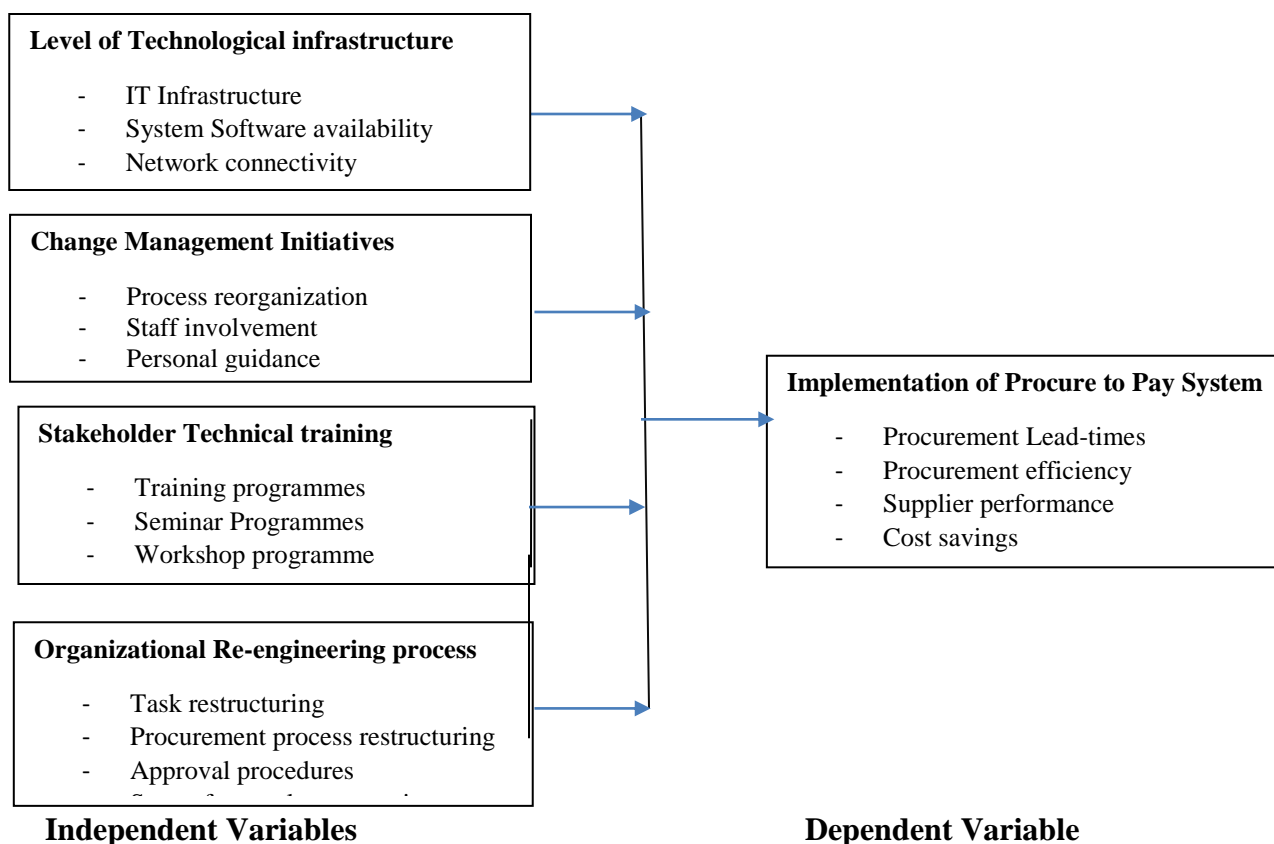 Level of Technological infrastructure
- IT Infrastructure
- System Software availability
- Network connectivity
Change Management Initiatives
- Process reorganization
- Staff involvement
- Personal guidance
Stakeholder Technical training
- Training programmes
- Seminar Programmes
- Workshop programme
Organizational Re-engineering process
- Task restructuring
- Procurement process restructuring
- Approval procedures
Implementation of Procure to Pay System
- Procurement Lead-times
- Procurement efficiency
- Supplier performance
- Cost savings
Independent Variables
Dependent Variable